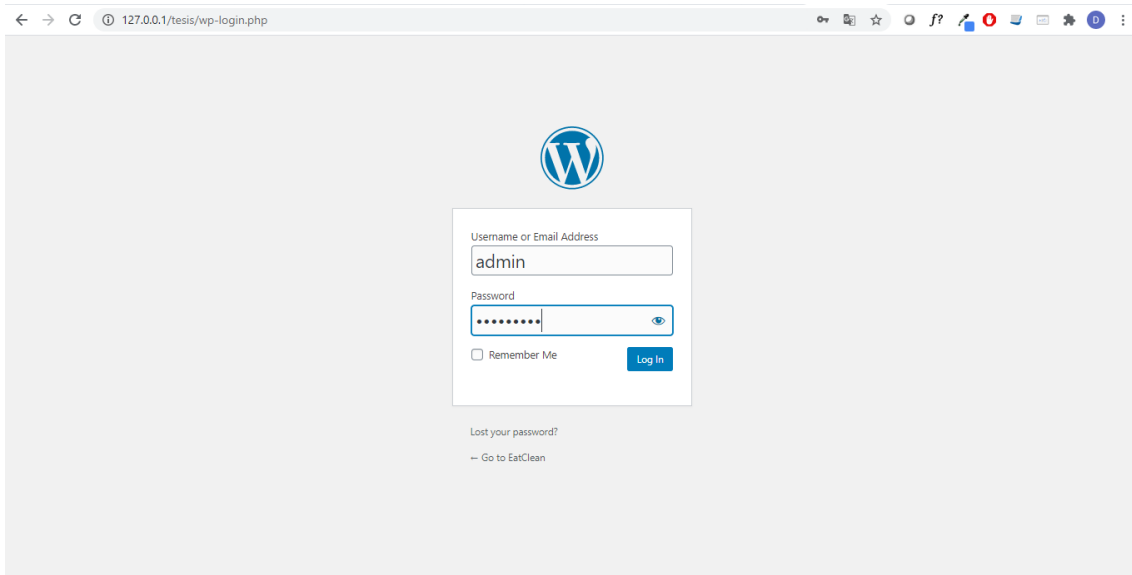 127.0.0.1/tesis/wp-login.php
f?
D
W
Username or Email Address
admin
Password
•••••••••
Remember Me
Log In
Lost your password?
← Go to EatClean